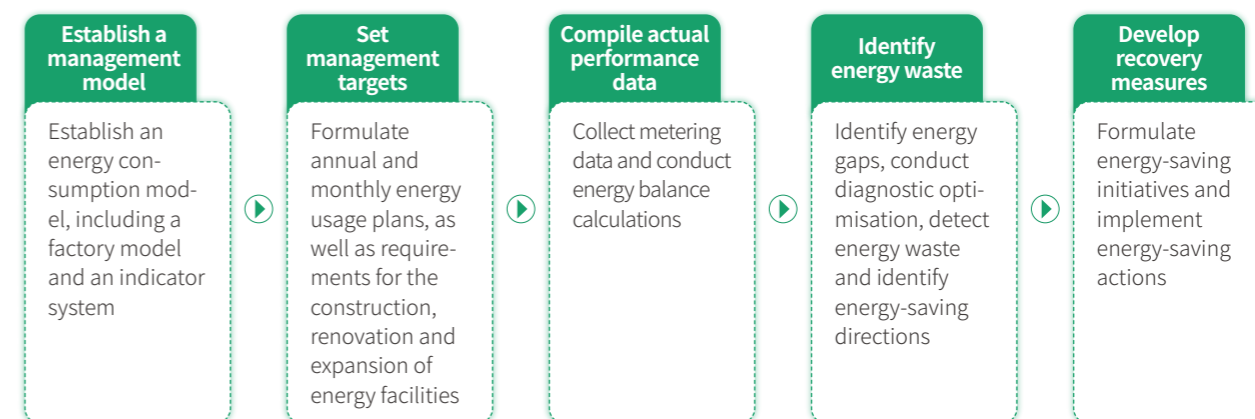 Establish a
management
model
Establish an
energy con-
sumption mod-
el, including a
factory model
and an indicator
system
Set
management
targets
Formulate
annual and
monthly energy
usage plans, as
well as require-
ments for the
construction,
renovation and
expansion of
energy facilities
Compile actual
performance
data
Collect metering
data and conduct
energy balance
calculations
Identify
energy waste
Identify energy
gaps, conduct
diagnostic opti-
misation, detect
energy waste
and identify
energy-saving
directions
Develop
recovery
measures
Formulate
energy-saving
initiatives and
implement
energy-saving
actions